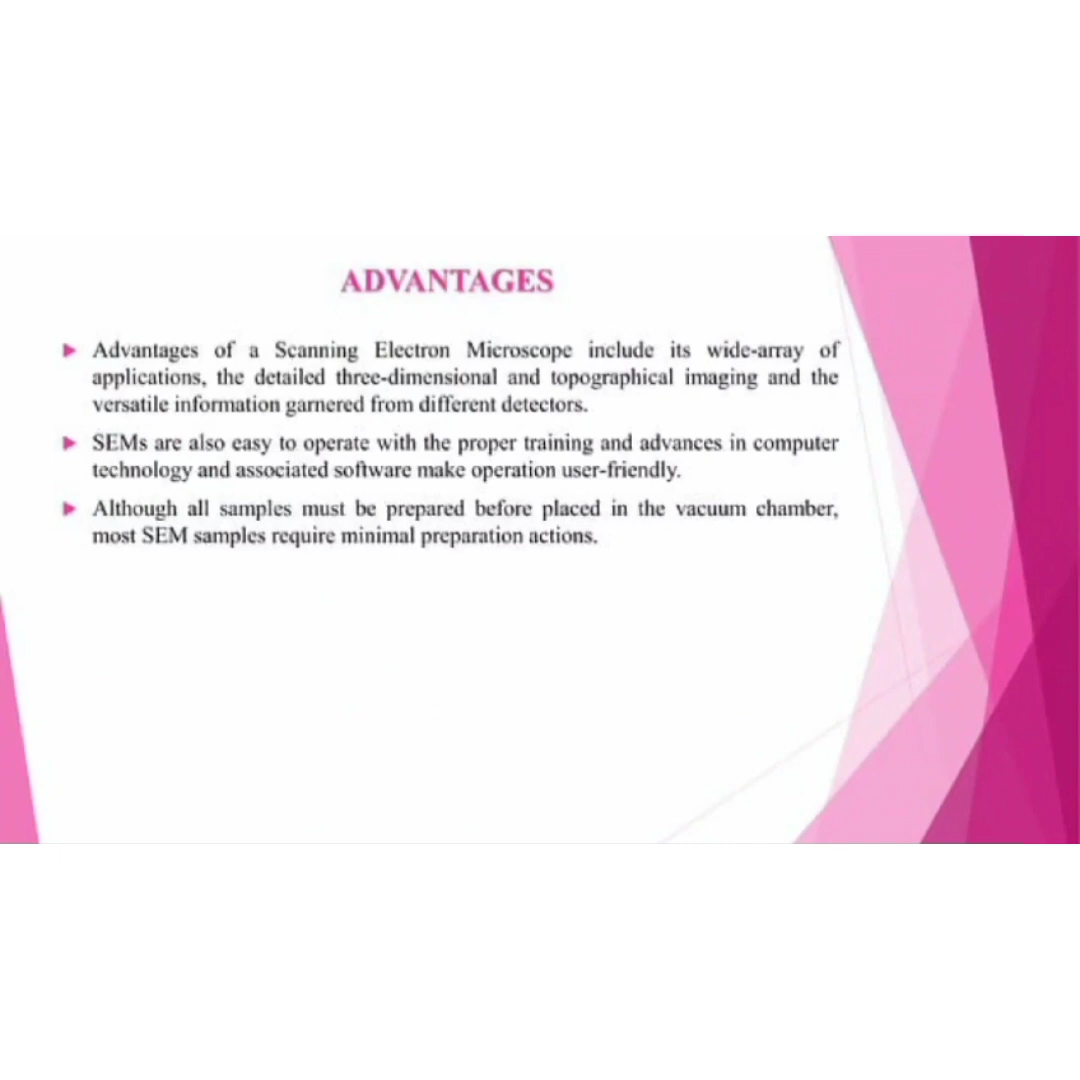 ADVANTAGES
Advantages of a Scanning Electron Microscope include its wide-array of
applications, the detailed three-dimensional and topographical imaging and the
versatile information garnered from different detectors.
SEMs are also easy to operate with the proper training and advances in computer
technology and associated software make operation user-friendly.
Although all samples must be prepared before placed in the vacuum chamber,
most SEM samples require minimal preparation actions.